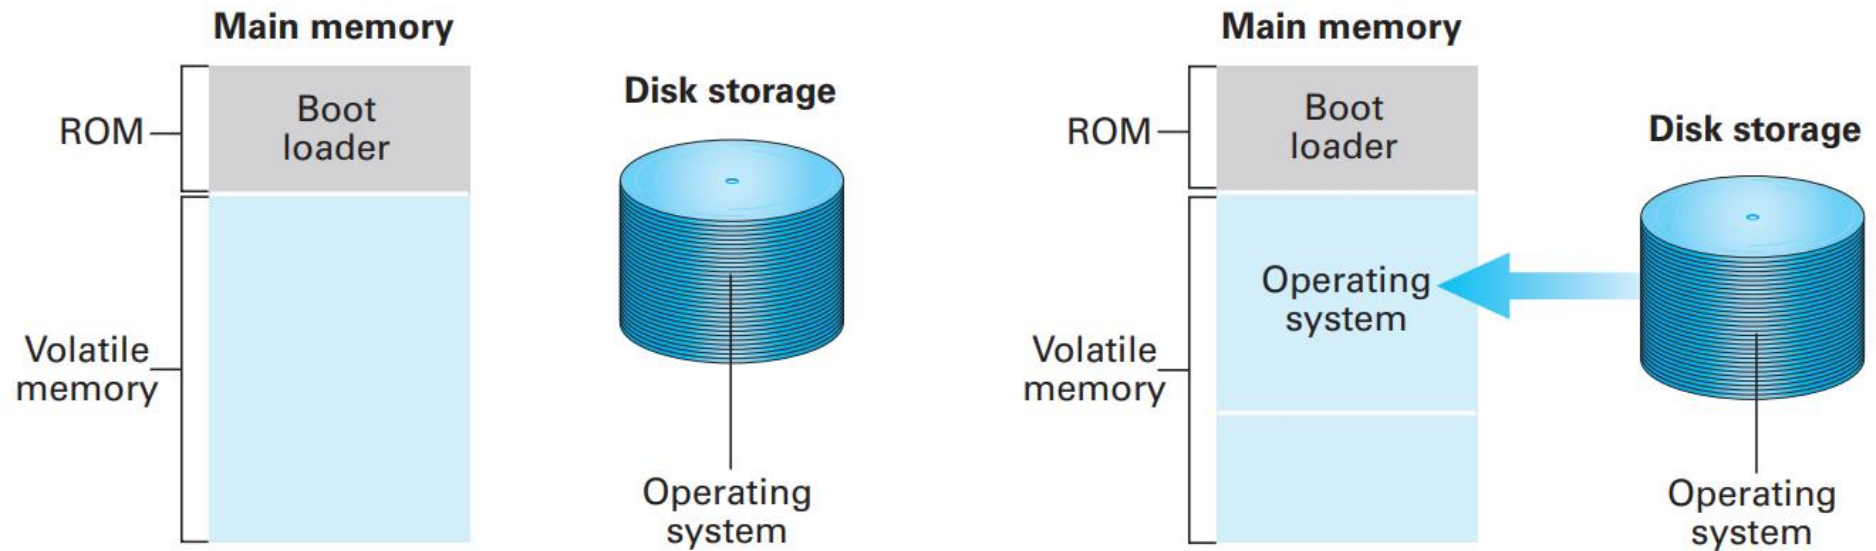 Main memory
ROM
Boot
loader
Volatile
memory
Disk storage
Operating
system
Main memory
ROM
Boot
loader
Operating
system
Volatile
memory
Disk storage
Operating
system